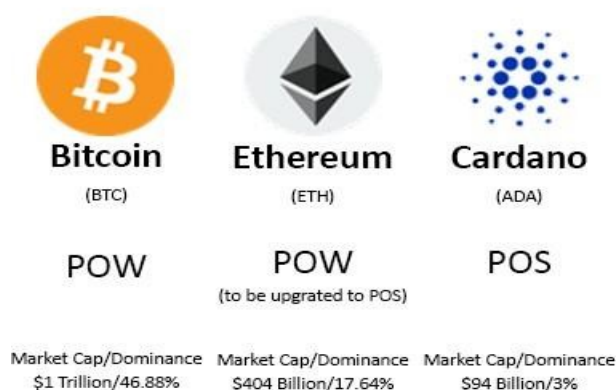 Bitcoin
(BTC)
POW
Market Cap/Dominance
$1 Trillion/46.88%
Ethereum
(ETH)
POW
(to be upgrated to POS)
Market Cap/Dominance
$404 Billion/17.64%
Cardano
(ADA)
POS
Market Cap/Dominance
$94 Billion/3%